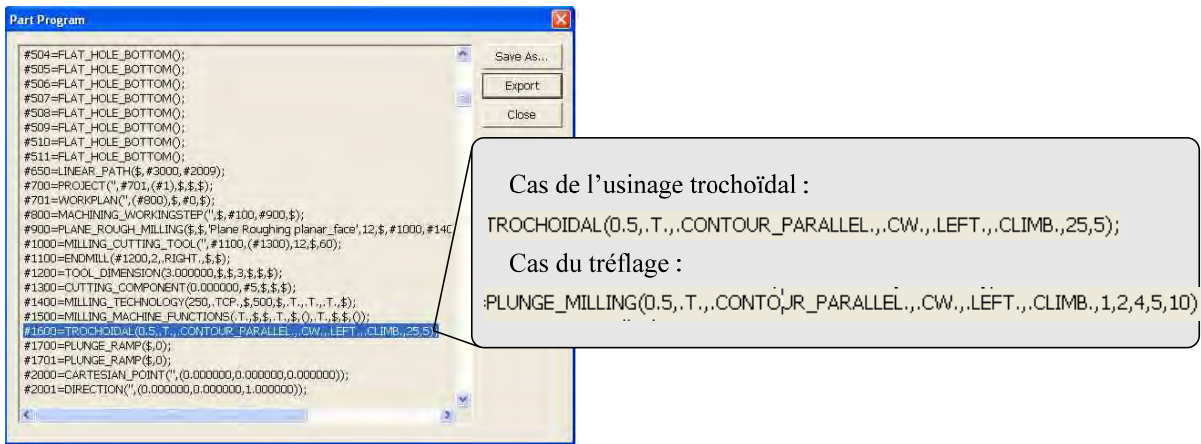 Part Program
#504=FLAT_HOLE_BOTTOM();
#505=FLAT_HOLE_BOTTOM();
#506=FLAT_HOLE_BOTTOM();
#507=FLAT_HOLE_BOTTOM();
#508=FLAT_HOLE_BOTTOM();
#509=FLAT_HOLE_BOTTOM();
#510=FLAT_HOLE_BOTTOM();
#511=FLAT_HOLE_BOTTOM();
#650=LINEAR_PATH($,#3000,#2009);
#700=PROJECT('',#701,(#1),$,$,$);
#701=WORKPLAN('',(#800),$,#0,$);
#800=MACHINING_WORKINGSTEP('',$,#100,#900,$);
#900=PLANE_ROUGH_MILLING($,$,'Plane Roughing planar_face',12,$,#1000,#140
#1000=MILLING_CUTTING_TOOL('',#1100,(#1300),12,$,60);
#1100=ENDMILL(#1200,2,.RIGHT.,$,$);
#1200=TOOL_DIMENSION(3.000000,$,$,3,$,$,$);
#1300=CUTTING_COMPONENT(0.000000,#5,$,$,$);
#1400=MILLING_TECHNOLOGY(250,.TCP.,$,500,$,.T.,.T.,.T.,$);
#1500=MILLING_MACHINE_FUNCTIONS(.T.,$,$,.T.,$,(),.T.,$,$,());
#1600=TROCHOIDAL(0.5,.T.,.CONTOUR_PARALLEL.,.CW.,.LEFT.,.CLIMB.,25,5);
#1700=PLUNGE_RAMP($,0);
#1701=PLUNGE_RAMP($,0);
#2000=CARTESIAN_POINT('',(0.000000,0.000000,0.000000));
#2001=DIRECTION('',(0.000000,0.000000,1.000000));
Save As...
Export
Close
Cas de l'usinage trochoïdal :
TROCHOIDAL(0.5,.T.,.CONTOUR_PARALLEL.,.CW.,.LEFT.,.CLIMB.,25,5);
Cas du tréflage :
PLUNGE_MILLING(0.5,.T.,.CONTOUR_PARALLEL.,.CW.,.LEFT.,.CLIMB.,1,2,4,5,10)